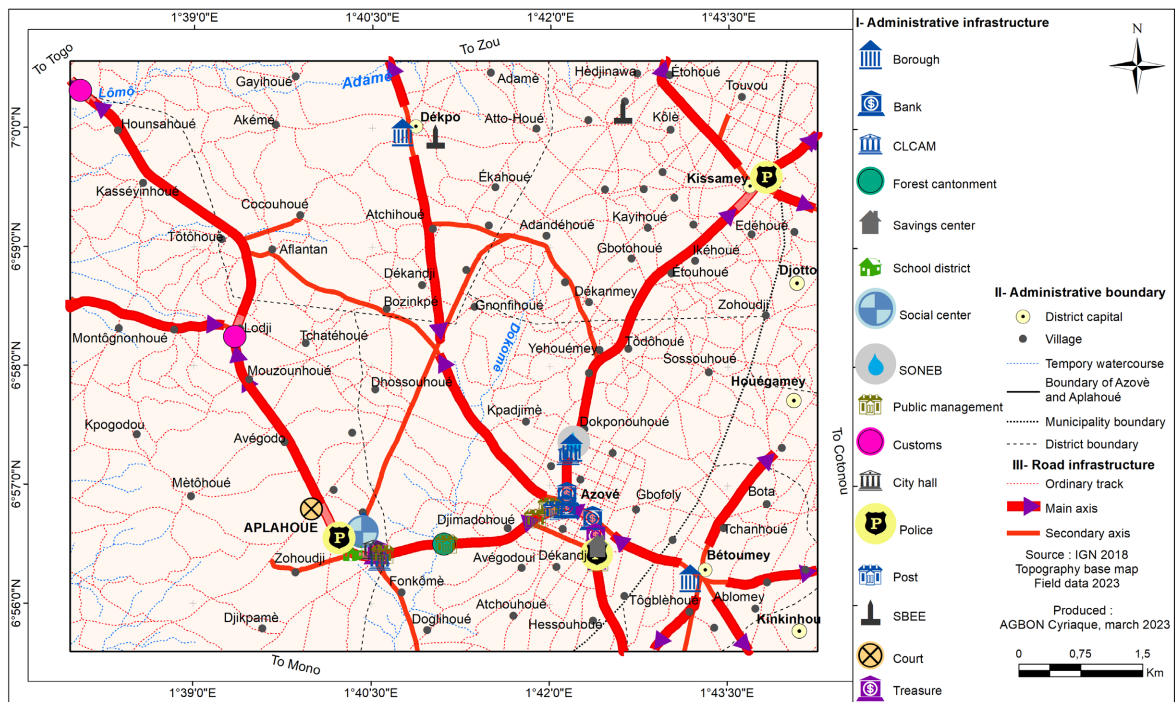 1°39'0"E
1°40'30"E
1°42'0"E
1°43'30"E
To Togo
To Zou
Lômô
Gayihoué
Adamè
Adamè
Hèdjinawa
Étohoué
Touvou
7°0'0"N
Hounsahoué
Akémé
Dékpo
Atto-Houé
Kôlè
Kasséyinhoué
Ékahoué
Kissamey
Cocouhoué
Atchihoué
Adandéhoué
Kayihoué
6°59'0"N
Tôtôhoué
Aflantan
Gbotohoué
Ikéhoué
Edéhoué
Dékandji
Étouhoué
Djotto
Bozinkpé
Gnonfihoué
Dékanmey
Zohoudji
Montôgnonhoué
Lodji
Tchatéhoué
Dokomè
Yehouémey
Tôdôhoué
6°58'0"N
Mouzounhoué
Sossouhoué
Dhossouhoué
Houégamey
Kpadjimè
Dokponouhoué
Kpogodou
Avégodo
To Cotonou
6°57'0"N
Mètôhoué
Azovè
Gbofoly
Bota
APLAHOUE
Djimadohoué
Tchanhoué
Zohoudji
Avégodoui
Dékandji
Bétoumey
6°56'0"N
Fonkômè
Atchouhoué
Tôgblèhoué
Ablomey
Djikpamè
Doglihoué
Hessouhoué
Kinkinhou
To Mono
1°39'0"E
1°40'30"E
1°42'0"E
1°43'30"E
I- Administrative infrastructure
N
Borough
Bank
CLCAM
Forest cantonment
Savings center
School district
Social center
SONEB
Public management
Customs
City hall
Police
Post
SBEE
Court
Treasure
II- Administrative boundary
District capital
Village
Tempory watercourse
Boundary of Azovè
and Aplahoué
Municipality boundary
District boundary
III- Road infrastructure
Ordinary track
Main axis
Secondary axis
Source : IGN 2018
Topography base map
Field data 2023
Produced :
AGBON Cyriaque, march 2023
0 0,75 1,5
Km